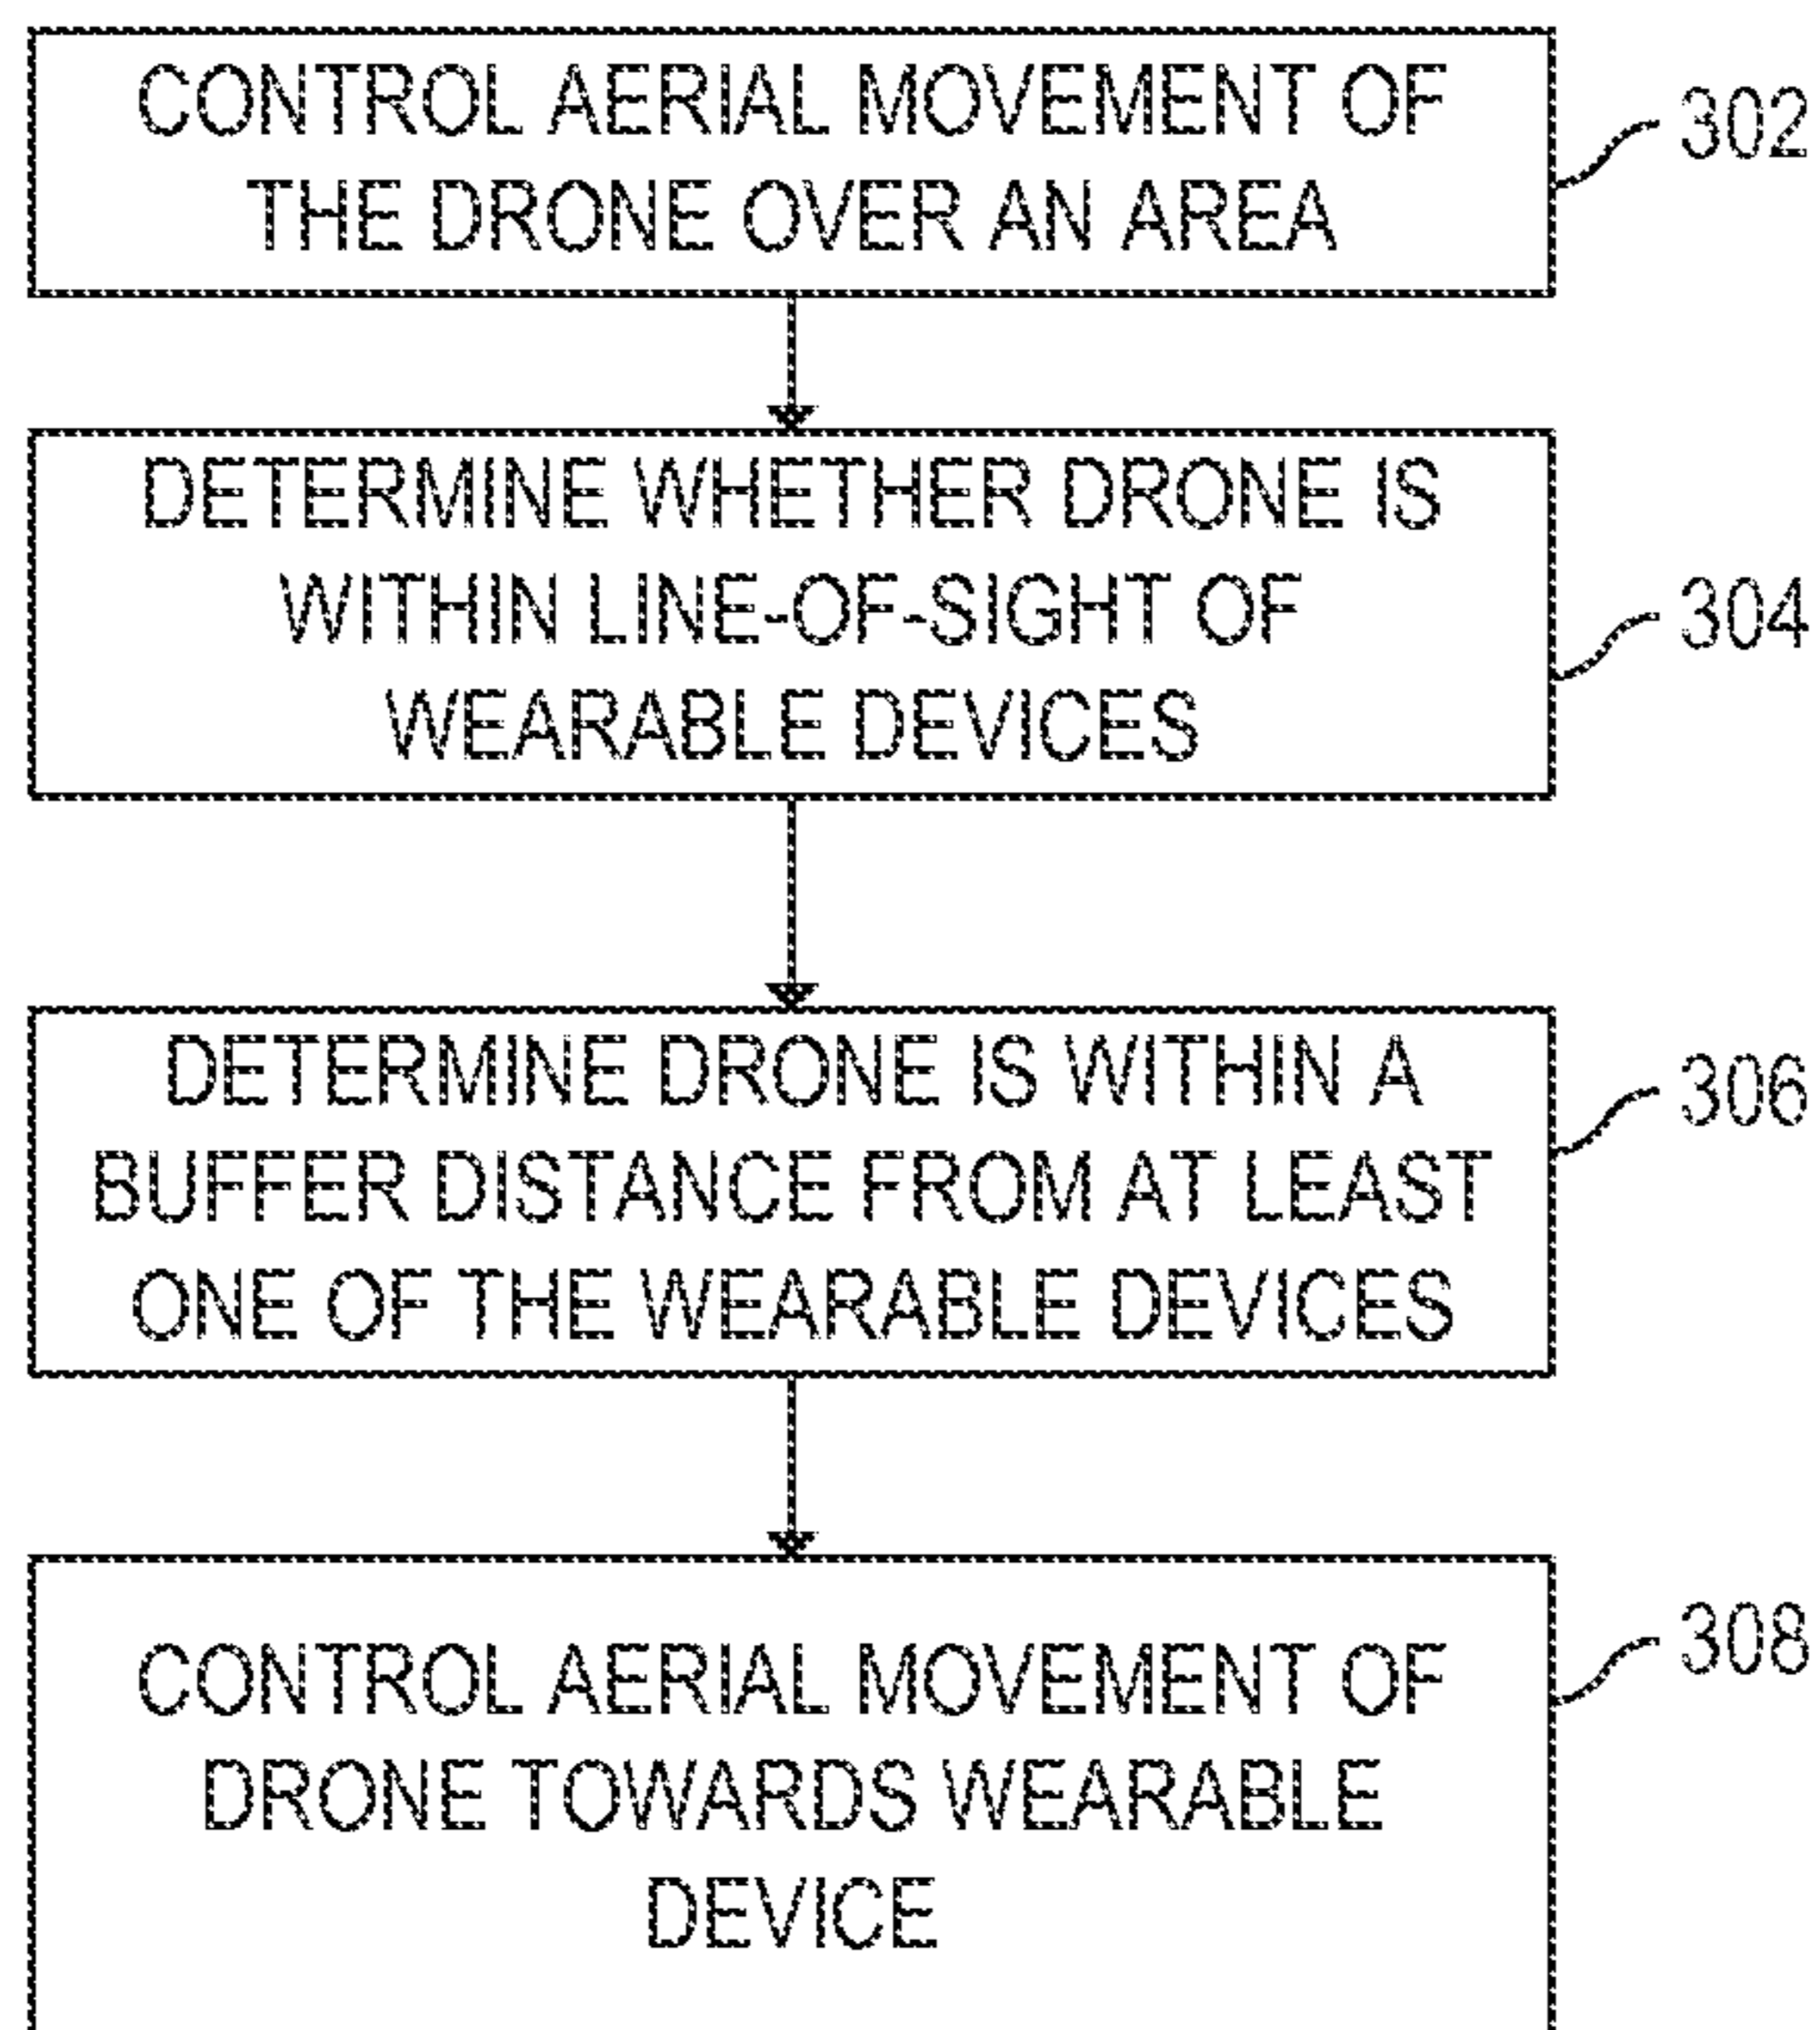 CONTROL AERIAL MOVEMENT OF
THE DRONE OVER AN AREA
302
DETERMINE WHETHER DRONE IS
WITHIN LINE-OF-SIGHT OF
WEARABLE DEVICES
304
DETERMINE DRONE IS WITHIN A
BUFFER DISTANCE FROM AT LEAST
ONE OF THE WEARABLE DEVICES
306
CONTROL AERIAL MOVEMENT OF
DRONE TOWARDS WEARABLE
DEVICE
308